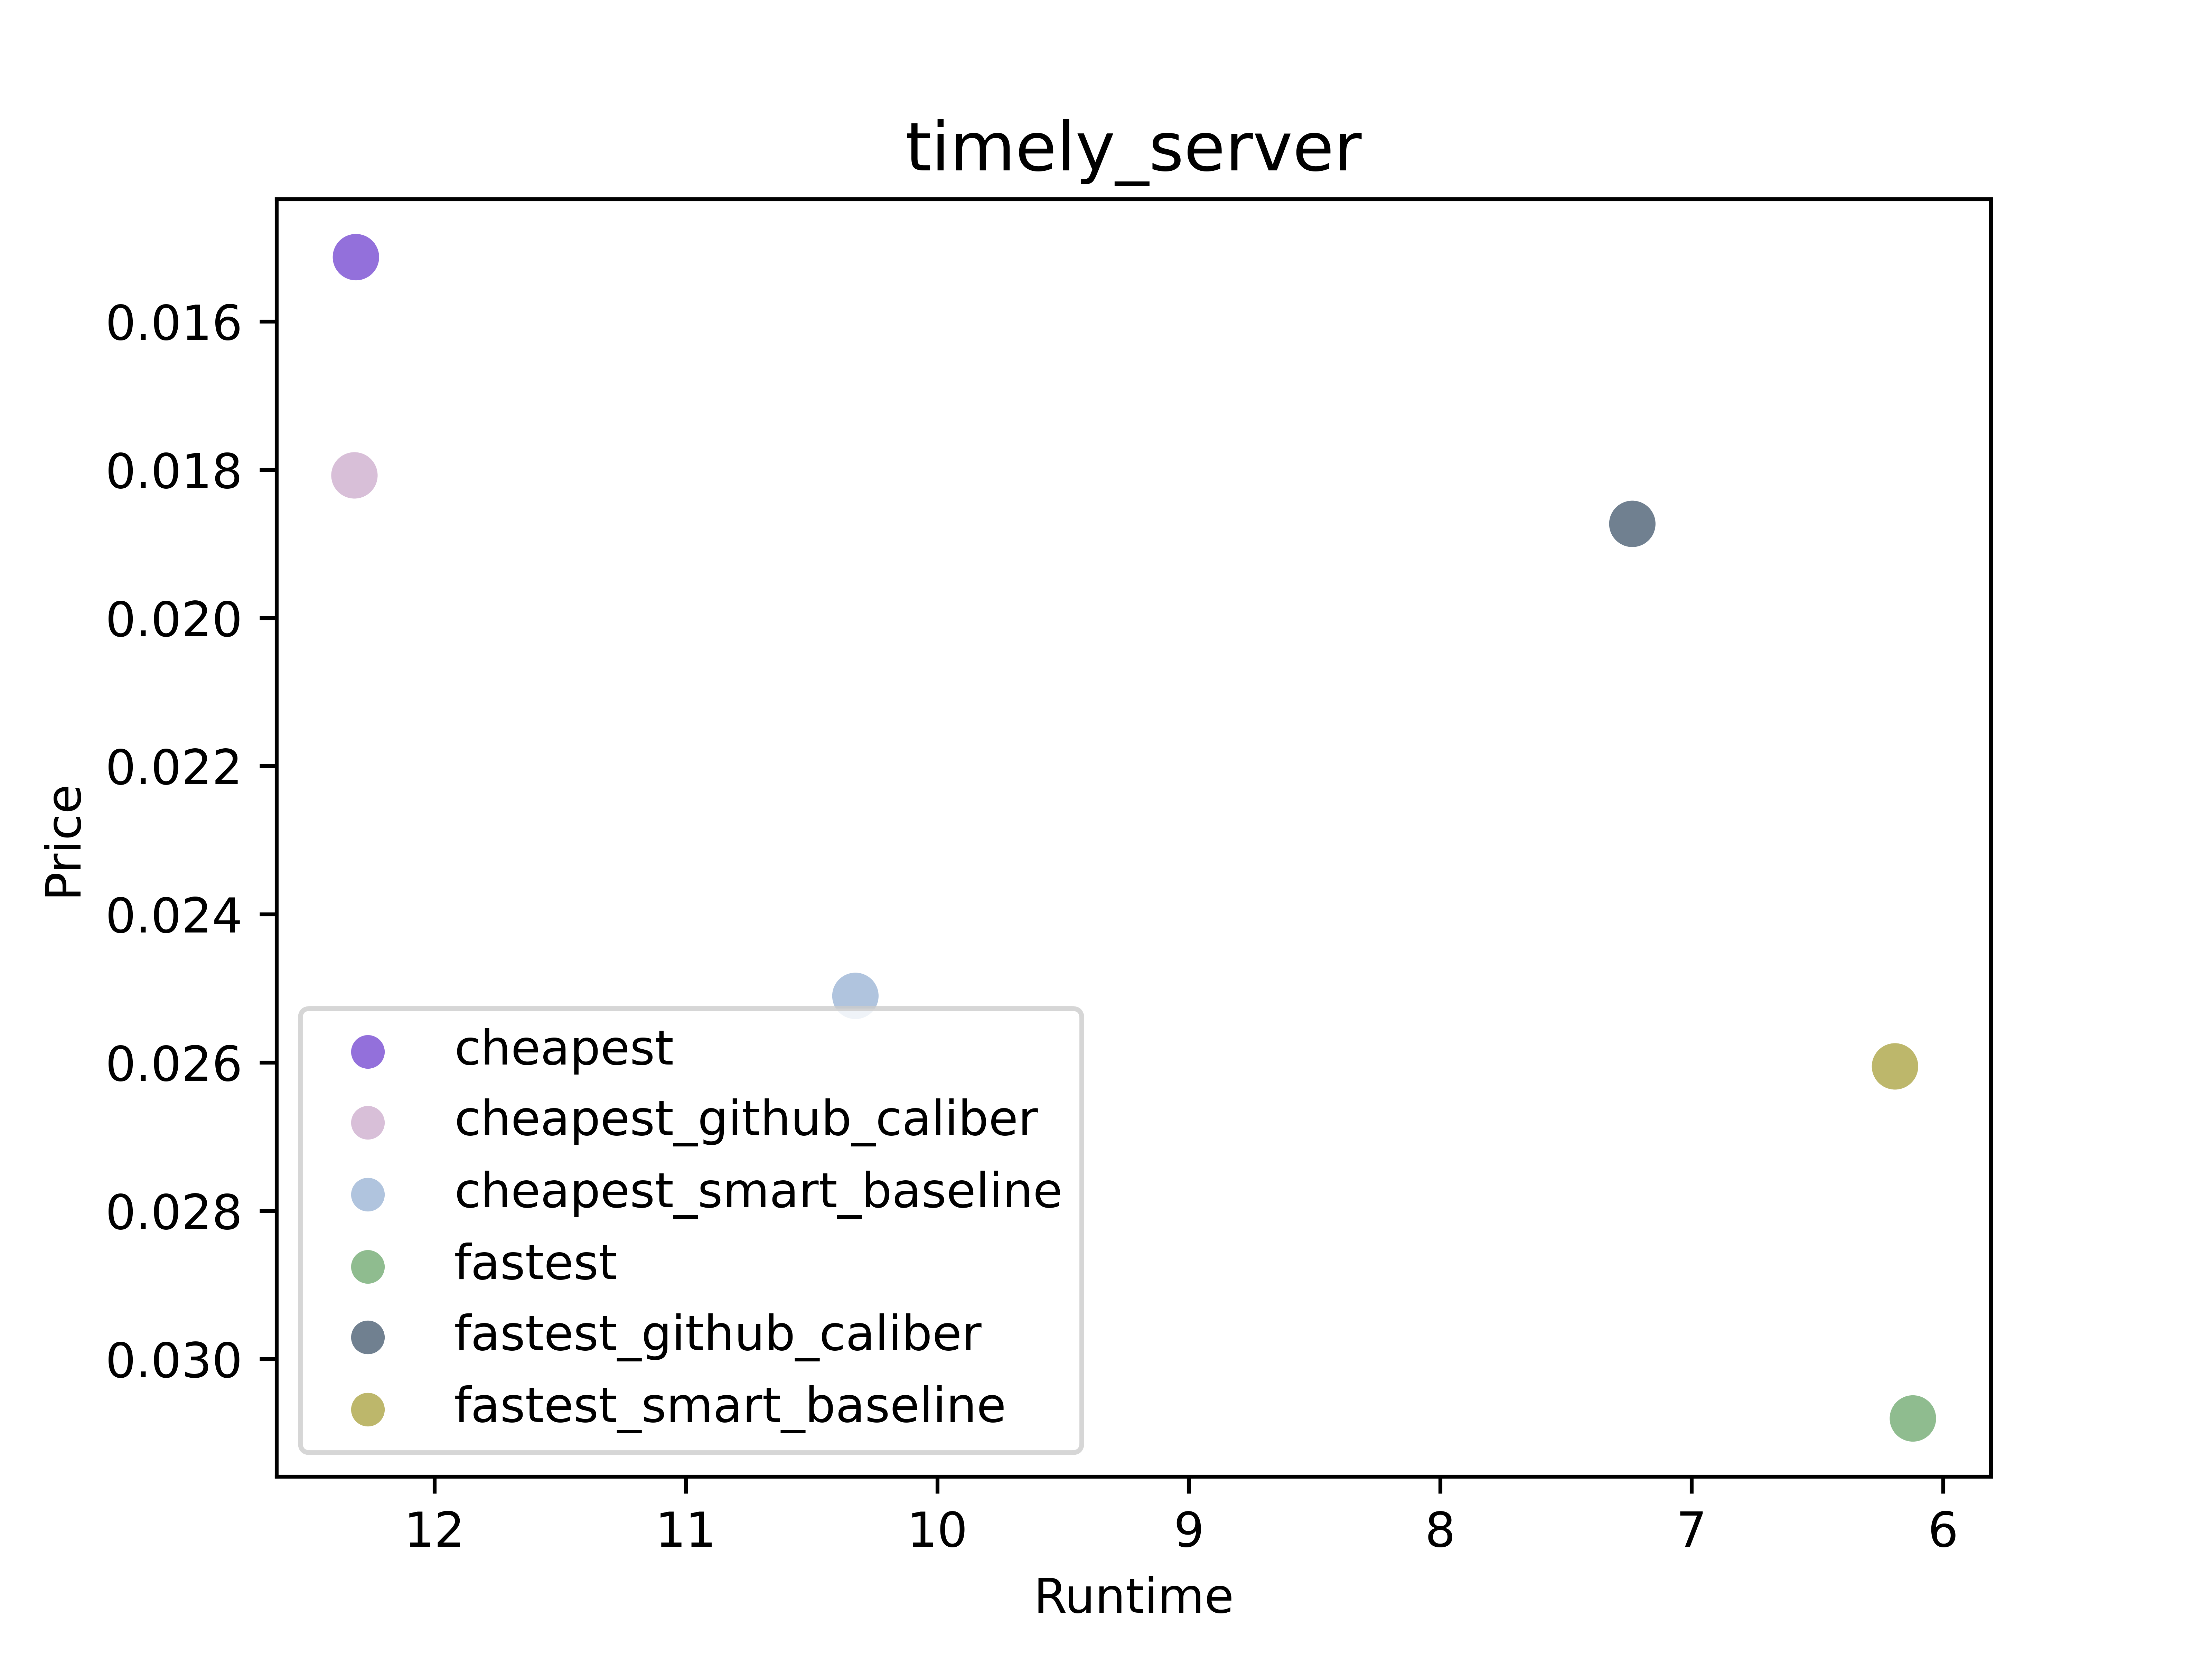 timely_server
0.016
0.018
0.020
0.022
0.024
0.026
0.028
0.030
Price
cheapest
cheapest_github_caliber
cheapest_smart_baseline
fastest
fastest_github_caliber
fastest_smart_baseline
12 11 10 9 8 7 6
Runtime